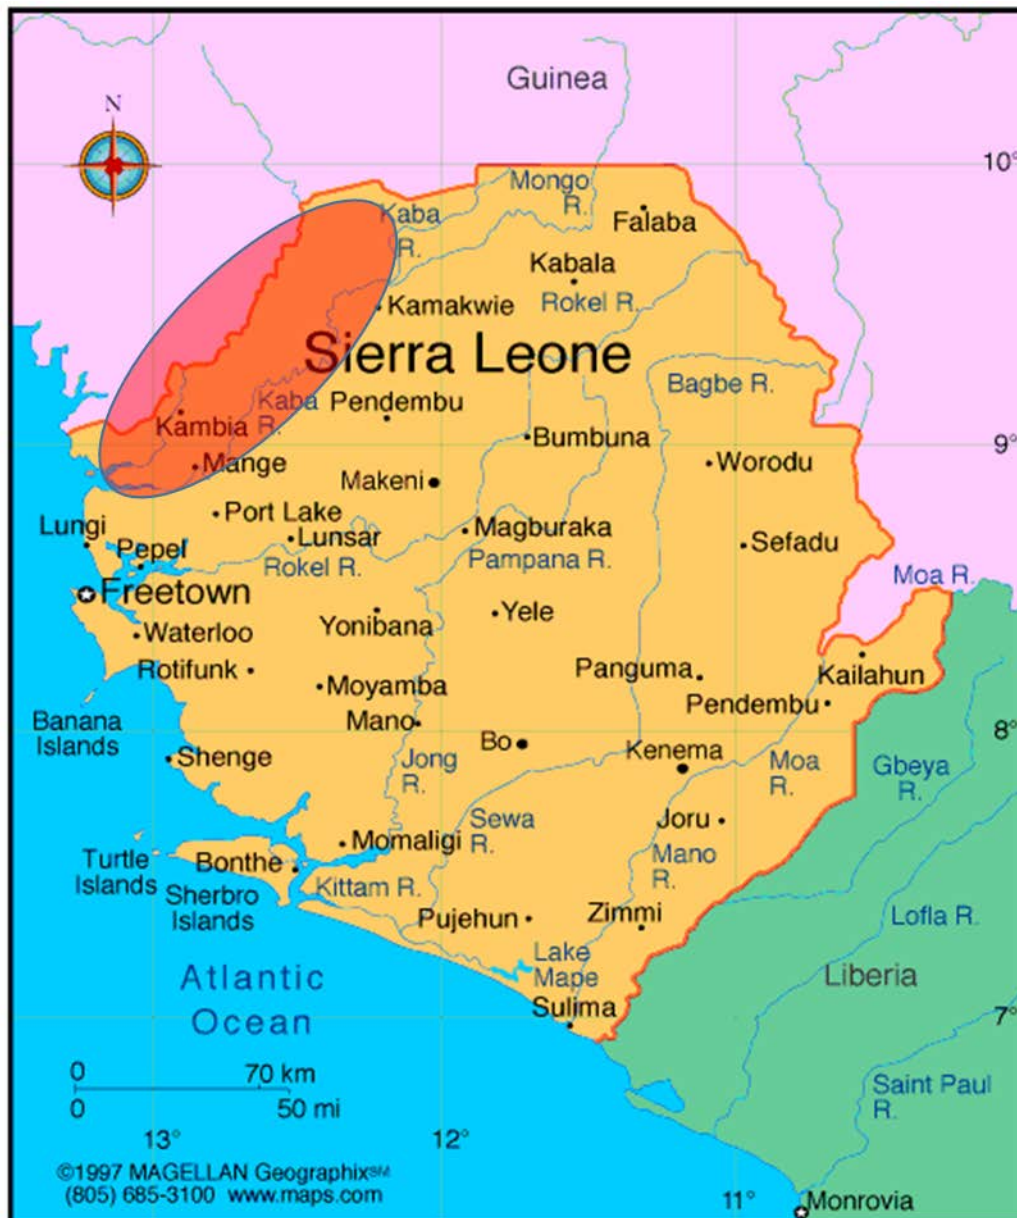 Guinea
N
10°
Mongo
R.
Kaba
R.
Falaba
Kabala
Rokel R.
Kamakwie
Sierra Leone
Bagbe R.
Kaba
R.
Pendembu
Kambia
Bumbuna
9°
Mange
Worodu
Makeni
Port Lake
Lungi
Lunsar
Magburaka
Sefadu
Pepel
Rokel R.
Pampana R.
Moa R.
Freetown
Yele
Yonibana
Waterloo
Rotifunk
Panguma
Kailahun
Moyamba
Pendembu
Mano
Banana
Islands
8°
Bo
Kenema
Shenge
Jong
R.
Moa
R.
Gbeya
R.
Sewa
R.
Joru
Momaligi
Mano
R.
Turtle
Islands
Bonthe
Kittam R.
Sherbro
Islands
Zimmi
Pujehun
Lofla R.
Lake
Mape
Liberia
Atlantic
Ocean
Sulima
7°
0 70 km
0 50 mi
Saint Paul
R.
13°
12°
©1997 MAGELLAN Geographix℠
(805) 685-3100 www.maps.com
11°
Monrovia